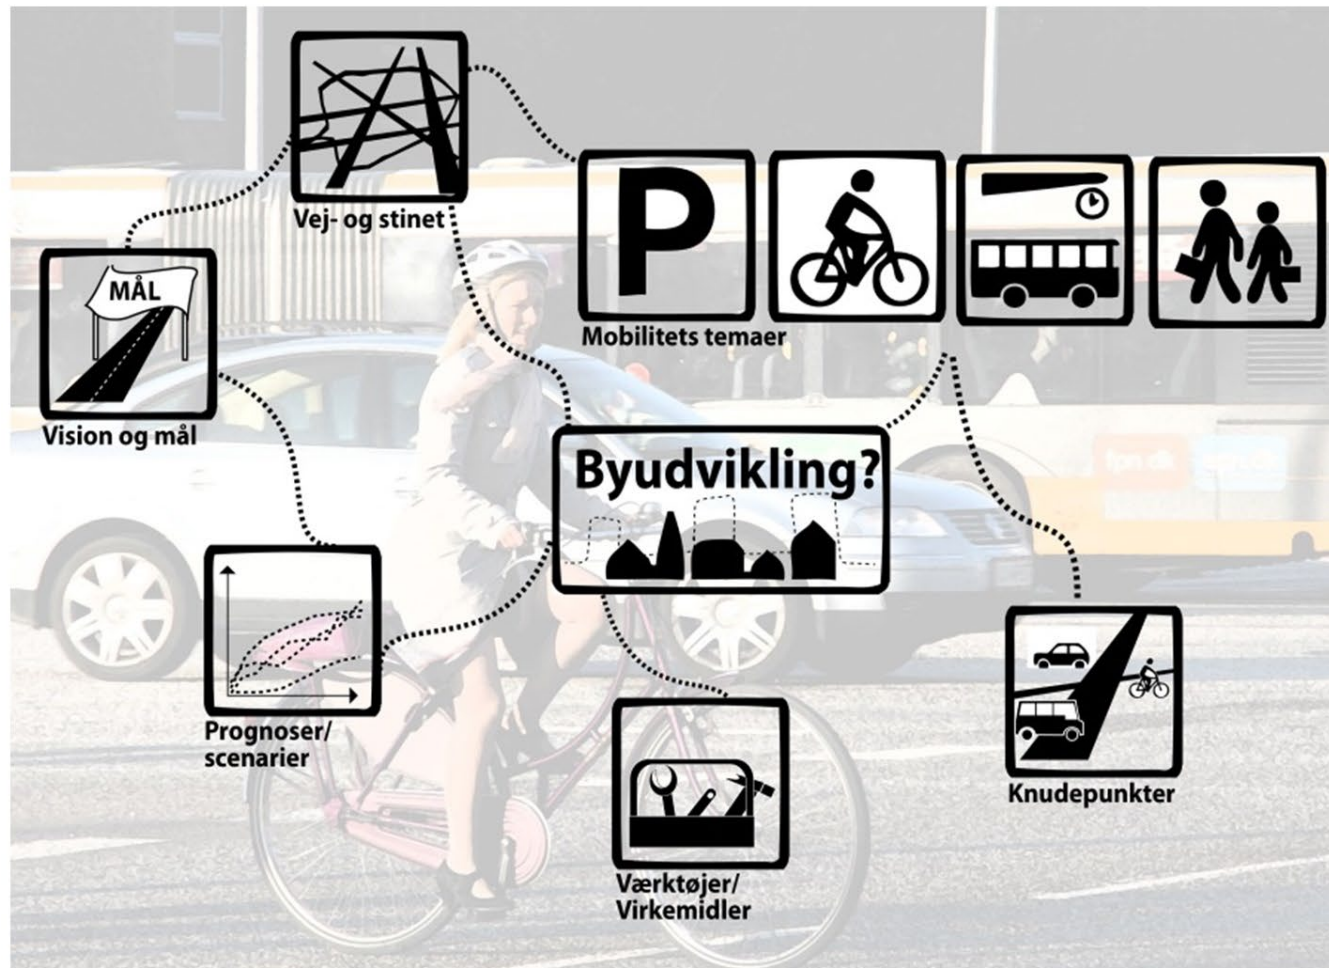 Vej- og stinet
P
Mobilitets temaer
MÅL
Vision og mål
Byudvikling?
Prognoser/
scenarier
Knudepunkter
Værktøjer/
Virkemidler